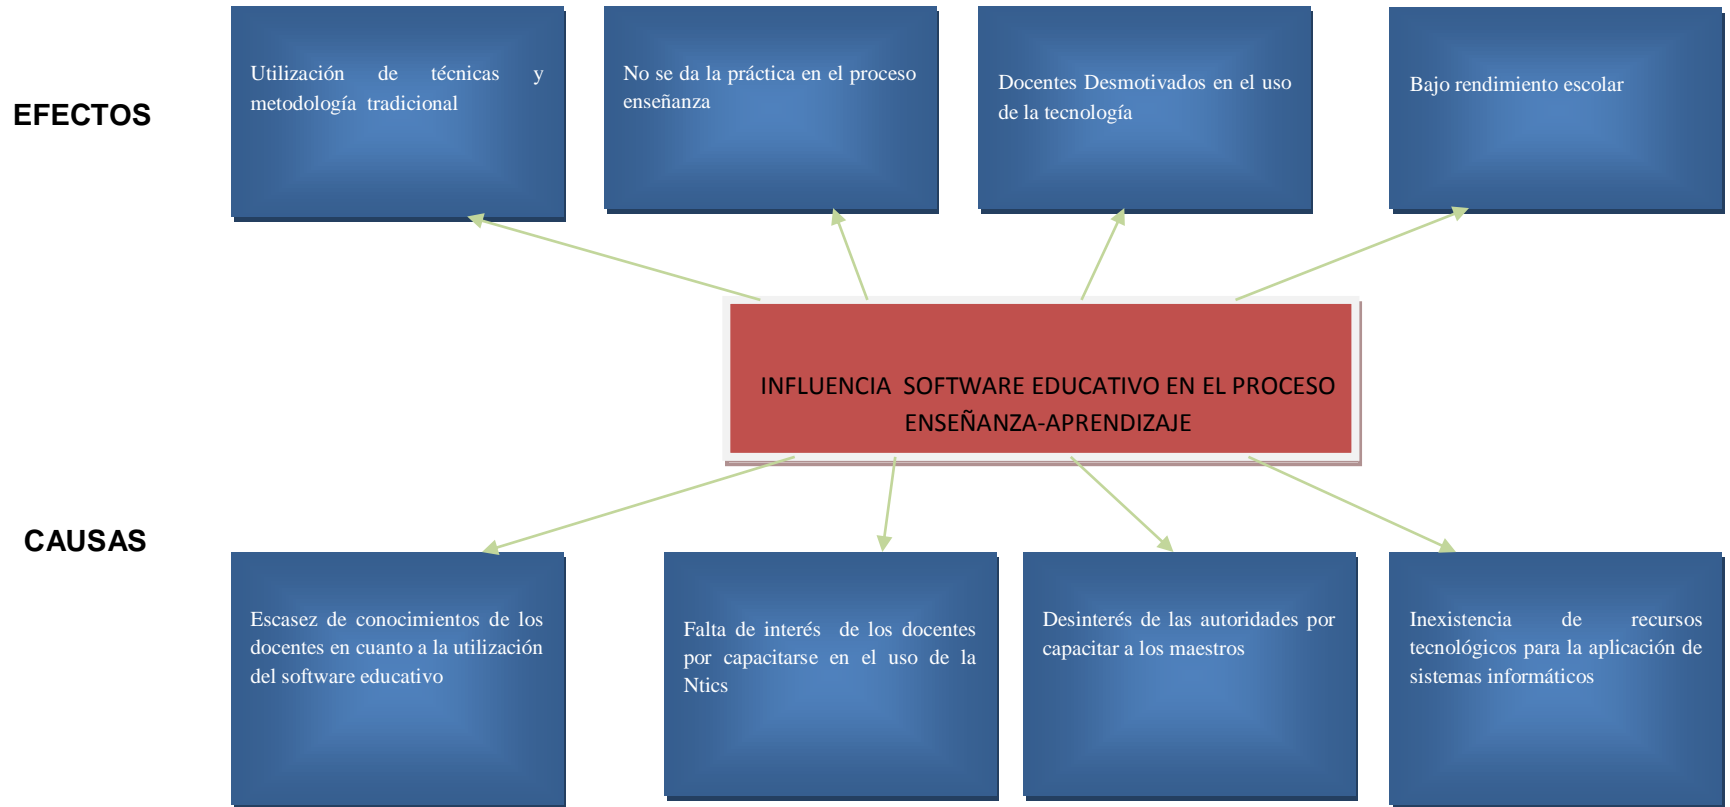 EFECTOS
Utilización de técnicas y
metodología tradicional
No se da la práctica en el proceso
enseñanza
Docentes Desmotivados en el uso
de la tecnología
Bajo rendimiento escolar
INFLUENCIA SOFTWARE EDUCATIVO EN EL PROCESO
ENSEÑANZA-APRENDIZAJE
CAUSAS
Escasez de conocimientos de los
docentes en cuanto a la utilización
del software educativo
Falta de interés de los docentes
por capacitarse en el uso de la
Ntics
Desinterés de las autoridades por
capacitar a los maestros
Inexistencia de recursos
tecnológicos para la aplicación de
sistemas informáticos